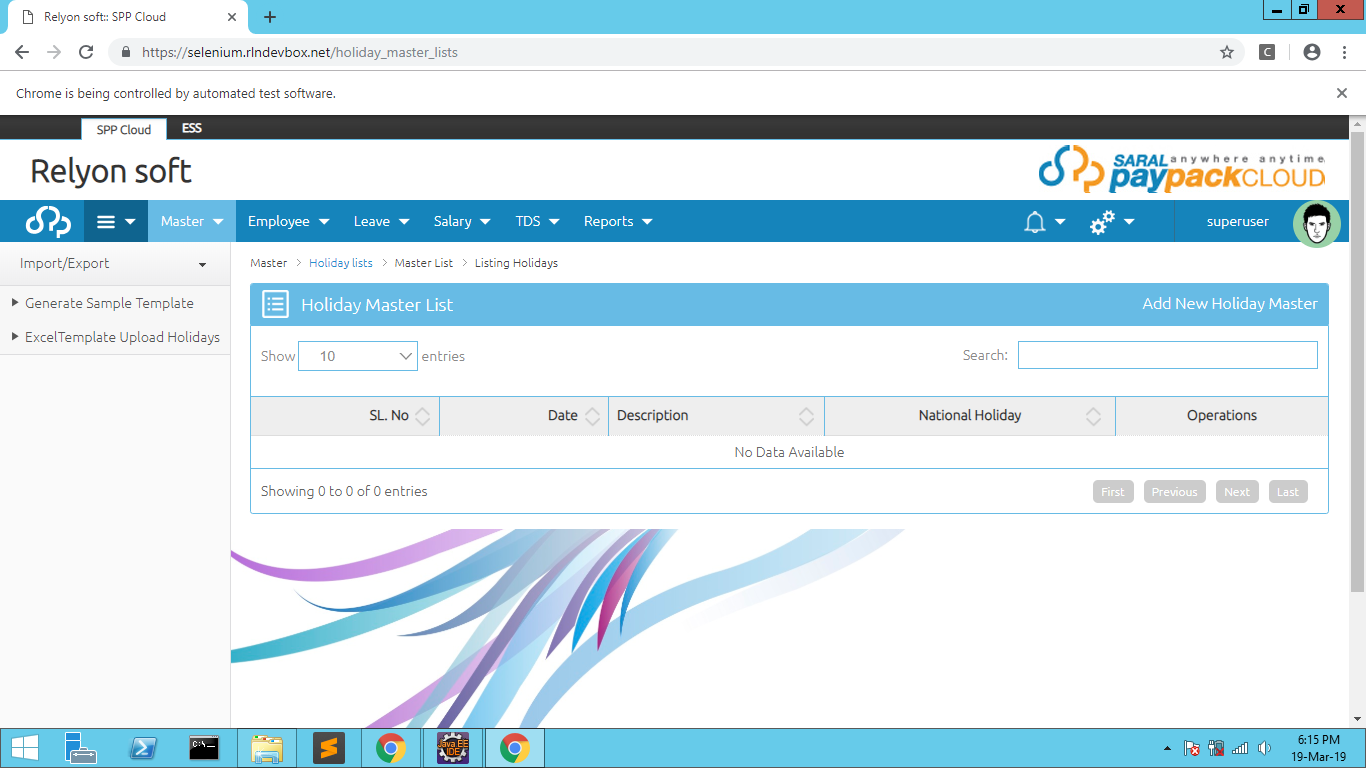 Relyon soft:: SPP Cloud
https://selenium.rlndevbox.net/holiday_master_lists
C
Chrome is being controlled by automated test software.
SPP Cloud ESS
Relyon soft
SARAL anywhere anytime
paypackCLOUD
Master Employee Leave Salary TDS Reports superuser
Import/Export
Master > Holiday lists > Master List > Listing Holidays
Generate Sample Template
ExcelTemplate Upload Holidays
Holiday Master List Add New Holiday Master
Show 10 entries Search:
SL. No Date Description National Holiday Operations
No Data Available
Showing 0 to 0 of 0 entries First Previous Next Last
C:\_
Java EE
IDE
6:15 PM
19-Mar-19